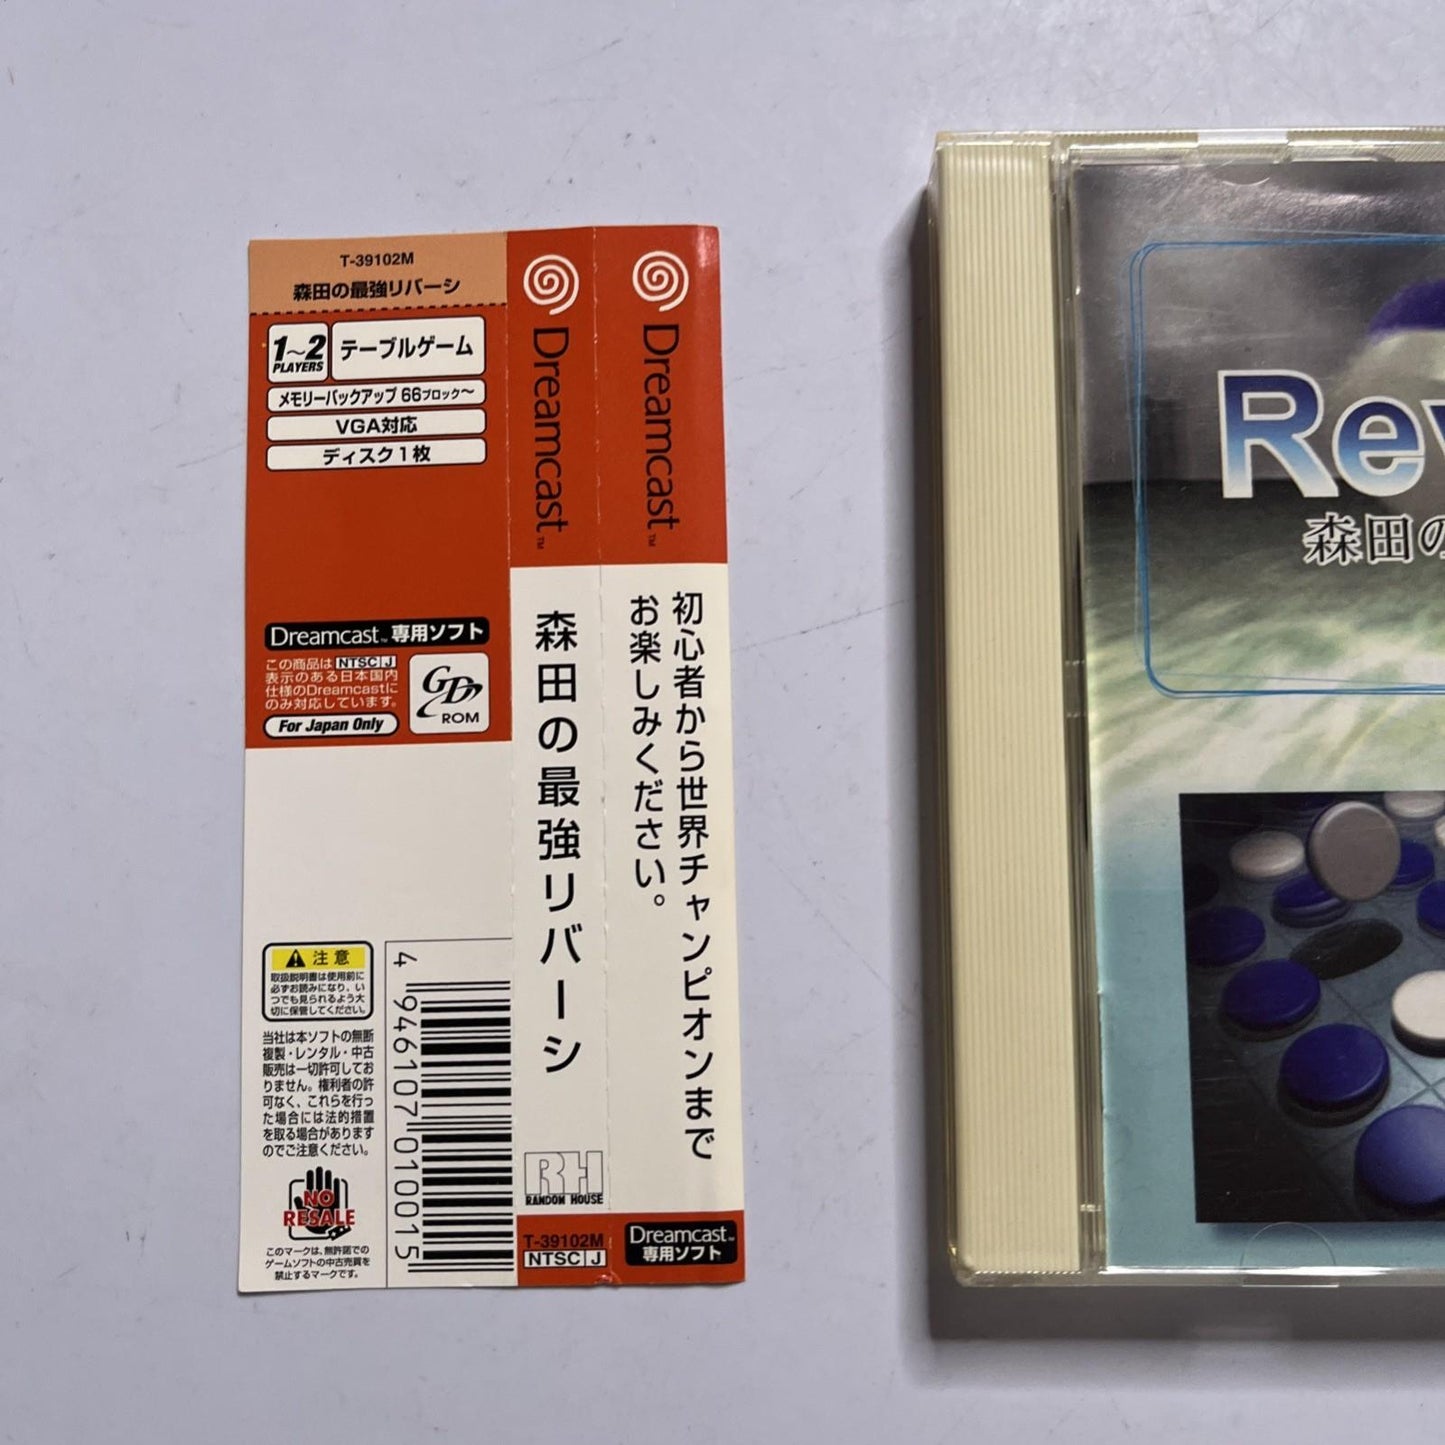 T-39102M
森田の最強リバーシ
1〜2
PLAYERS
テーブルゲーム
メモリーバックアップ 66ブロック〜
VGA対応
ディスク1枚
Dreamcast™専用ソフト
この商品は NTSC J
表示のある日本国内
仕様のDreamcastに
のみ対応しています。
For Japan Only
GD
ROM
注意
取扱説明書は使用前に
必ずお読みになり、い
つでも見られるよう大
切に保管してください。
当社は本ソフトの無断
複製・レンタル・中古
販売は一切許可してお
りません。権利者の許
可なく、これらを行っ
た場合には法的措置
を取る場合があります
のでご注意ください。
NO
RESALE
このマークは、無許諾での
ゲームソフトの中古売買を
禁止するマークです。
4 946107 010015
Dreamcast™
森田の最強リバーシ
RH
RANDOM HOUSE
T-39102M
NTSC J
Dreamcast™
初心者から世界チャンピオンまで
お楽しみください。
Dreamcast™
専用ソフト
Rev
森田の